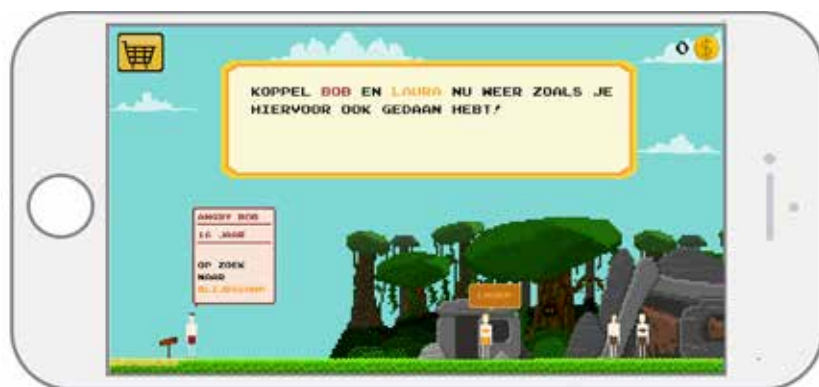 0
KOPPEL BOB EN LAURA NU WEER ZOALS JE
HIERVOOR OOK GEDAAN HEBT!
ANGRY BOB
16 JAAR
OP ZOEK
NAAR
LAURA